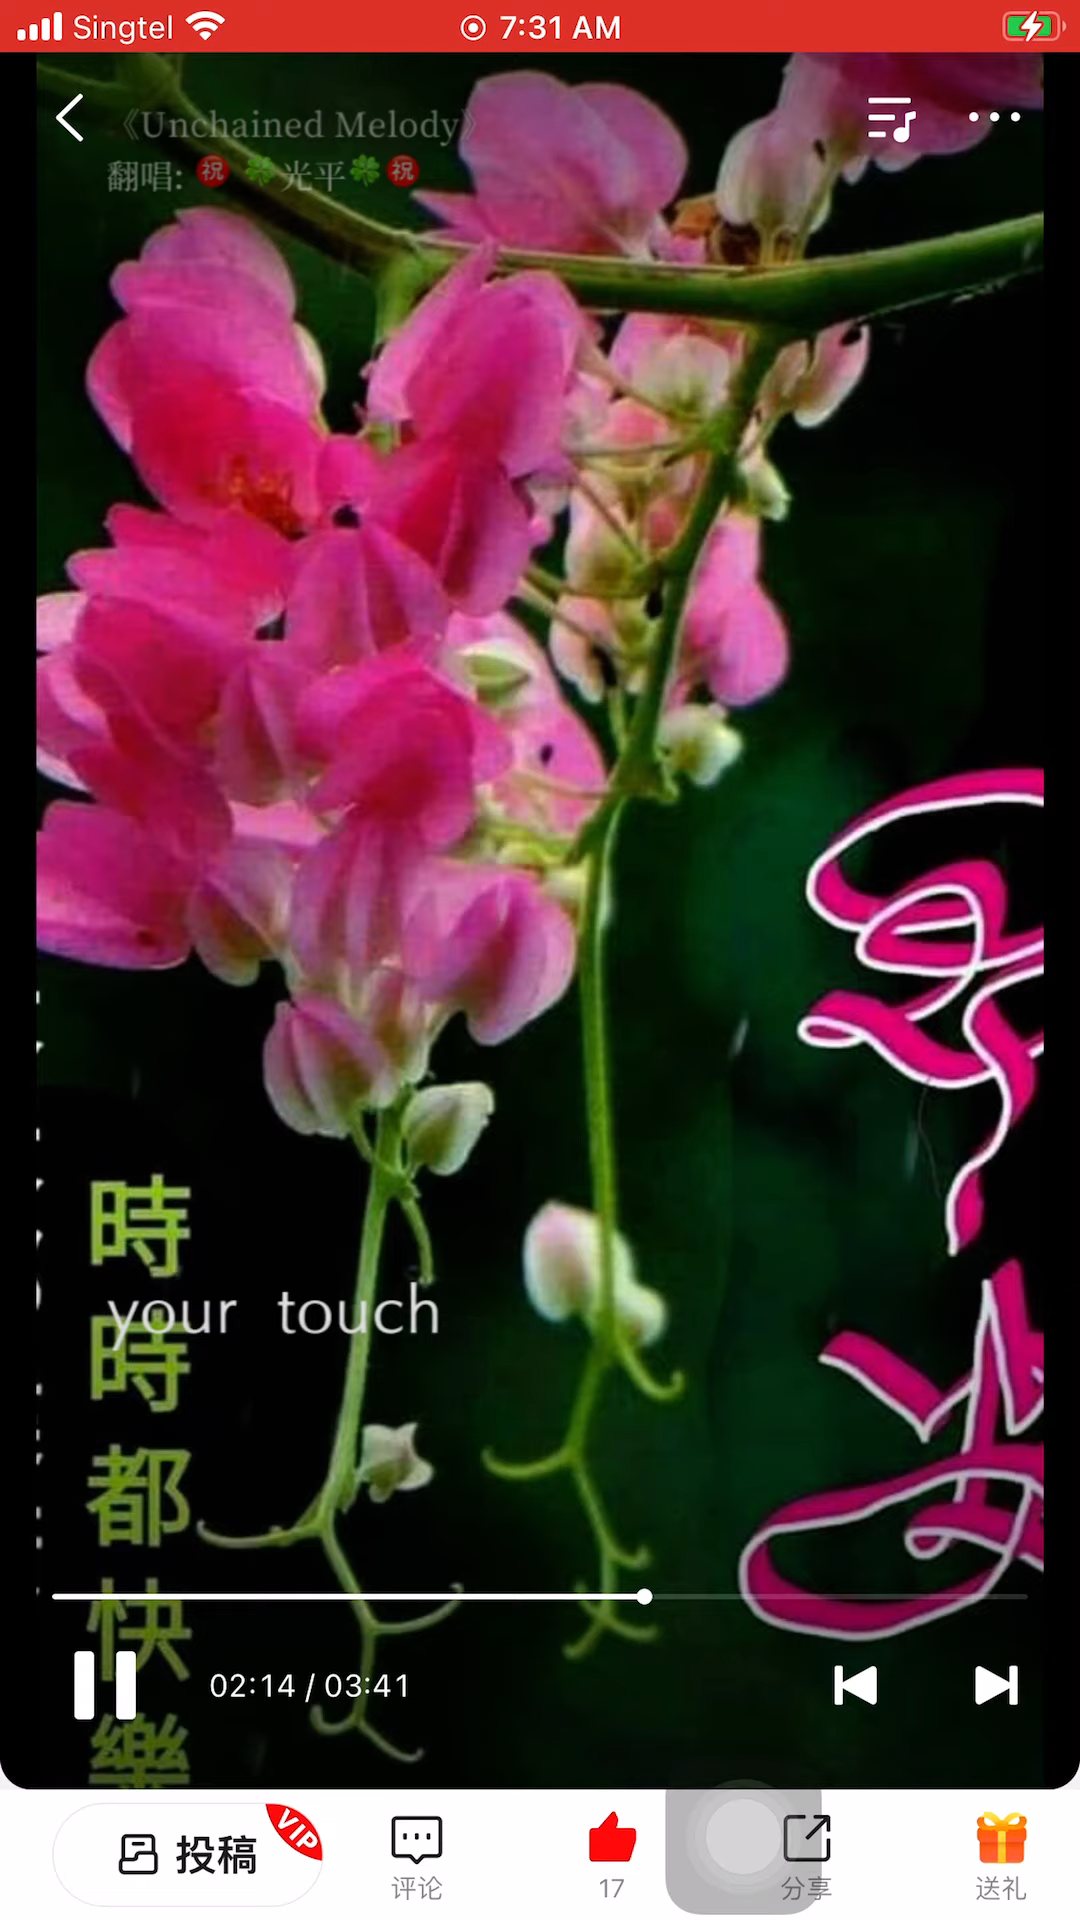 Singtel 7:31 AM
《Unchained Melody》
翻唱: ㊗️🍀光平🍀㊗️
時時都快樂
your touch
02:14 / 03:41
投稿
VIP
评论
17
分享
送礼